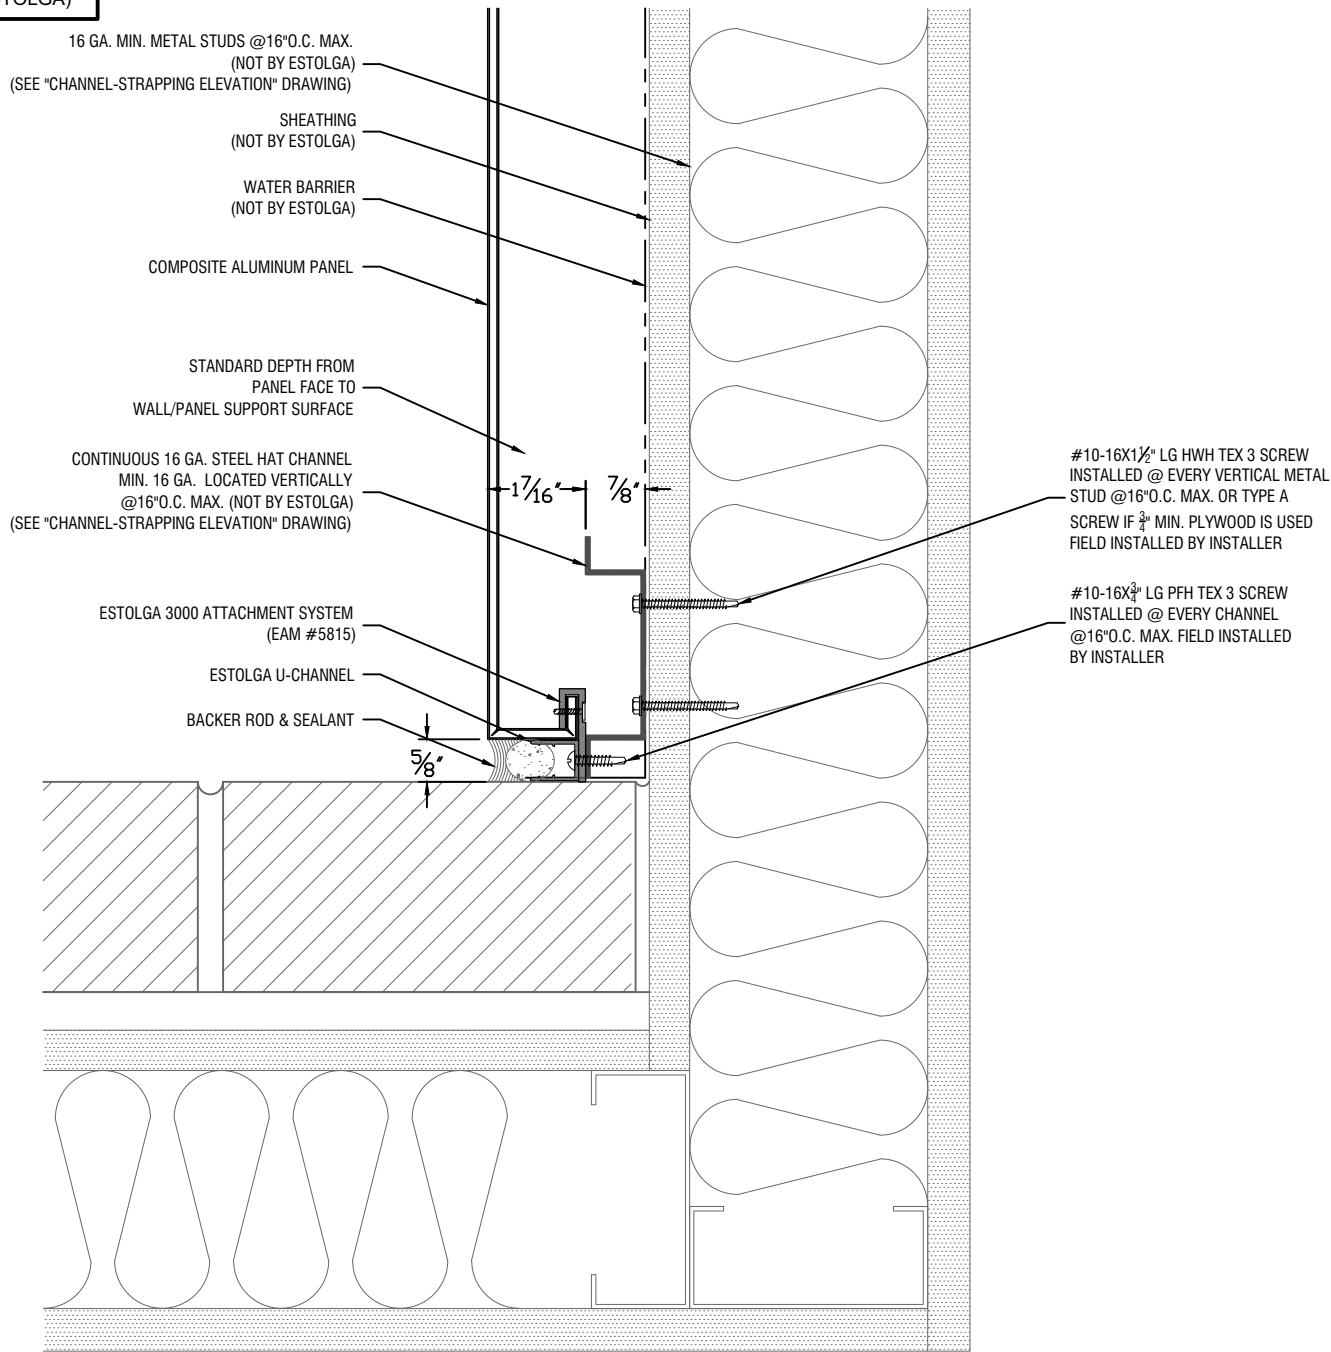 16 GA. MIN. METAL STUDS @16"O.C. MAX.
(NOT BY ESTOLGA)
(SEE "CHANNEL-STRAPPING ELEVATION" DRAWING)
SHEATHING
(NOT BY ESTOLGA)
WATER BARRIER
(NOT BY ESTOLGA)
COMPOSITE ALUMINUM PANEL
STANDARD DEPTH FROM
PANEL FACE TO
WALL/PANEL SUPPORT SURFACE
CONTINUOUS 16 GA. STEEL HAT CHANNEL
MIN. 16 GA. LOCATED VERTICALLY
@16"O.C. MAX. (NOT BY ESTOLGA)
(SEE "CHANNEL-STRAPPING ELEVATION" DRAWING)
1 7/16" 7/8"
ESTOLGA 3000 ATTACHMENT SYSTEM
(EAM #5815)
ESTOLGA U-CHANNEL
BACKER ROD & SEALANT
5/8"
#10-16X1½" LG HWH TEX 3 SCREW
INSTALLED @ EVERY VERTICAL METAL
STUD @16"O.C. MAX. OR TYPE A
SCREW IF ¾" MIN. PLYWOOD IS USED
FIELD INSTALLED BY INSTALLER
#10-16X¾" LG PFH TEX 3 SCREW
INSTALLED @ EVERY CHANNEL
@16"O.C. MAX. FIELD INSTALLED
BY INSTALLER